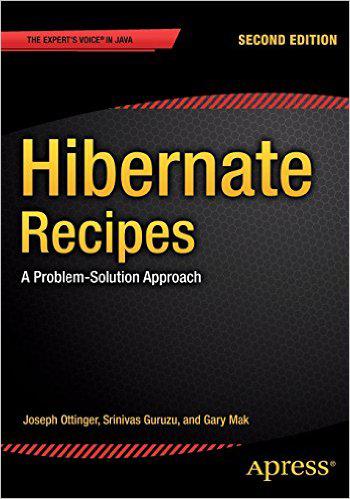 THE EXPERT'S VOICE® IN JAVA
SECOND EDITION
Hibernate
Recipes
A Problem-Solution Approach
Joseph Ottinger, Srinivas Guruzu, and Gary Mak
Apress®